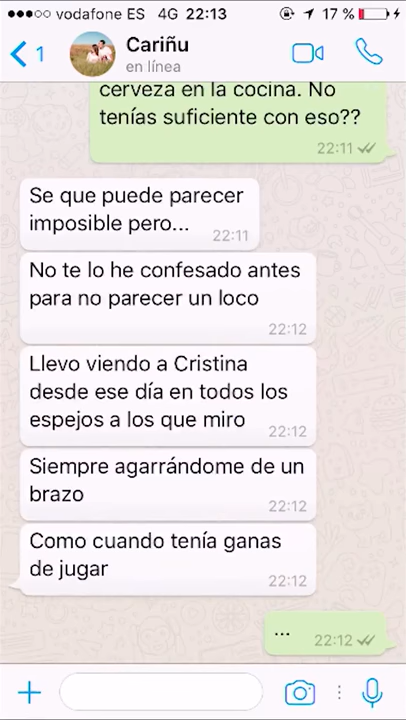 vodafone ES 4G 22:13 17 %
1 Cariñu
en línea
cerveza en la cocina. No
tenías suficiente con eso??
22:11
Se que puede parecer
imposible pero...
22:11
No te lo he confesado antes
para no parecer un loco
22:12
Llevo viendo a Cristina
desde ese día en todos los
espejos a los que miro
22:12
Siempre agarrándome de un
brazo
22:12
Como cuando tenía ganas
de jugar
22:12
...
22:12